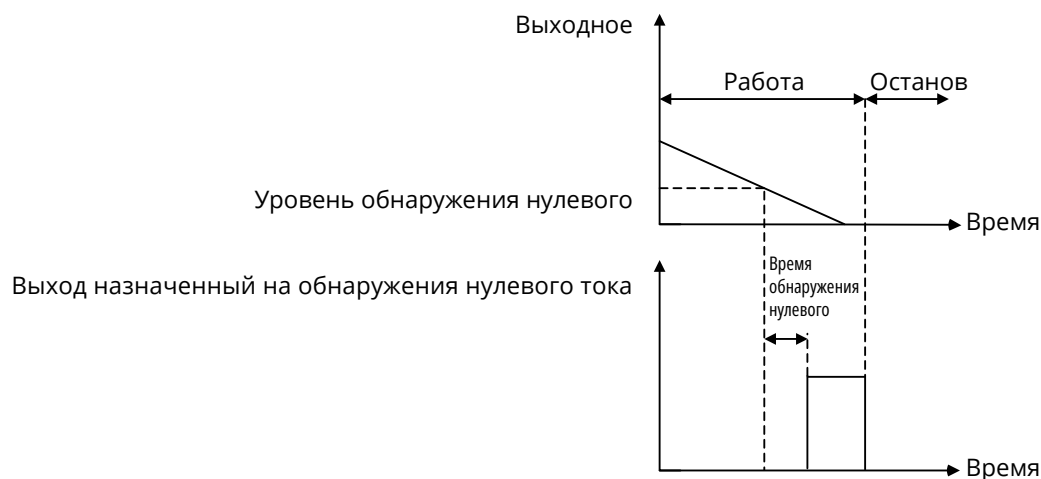 Выходное
Работа
Останов
Уровень обнаружения нулевого
Время
Выход назначенный на обнаружения нулевого тока
Время
обнаружения
нулевого
Время